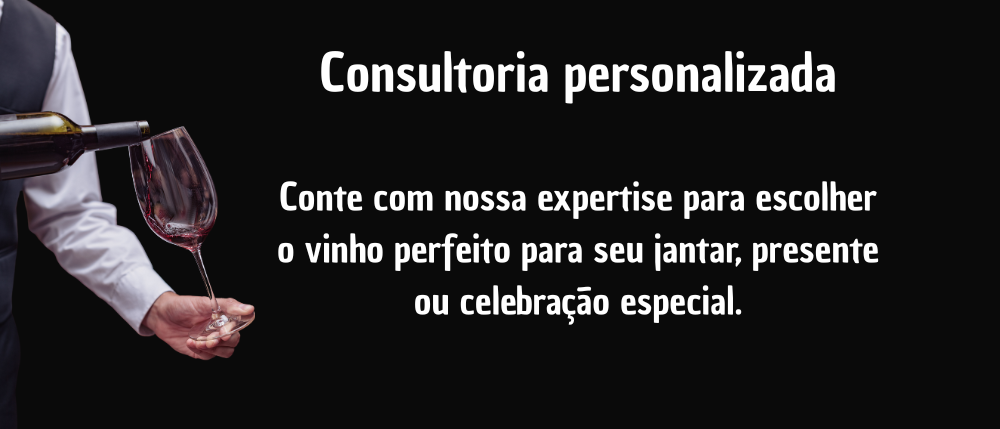 Consultoria personalizada
Conte com nossa expertise para escolher
o vinho perfeito para seu jantar, presente
ou celebração especial.